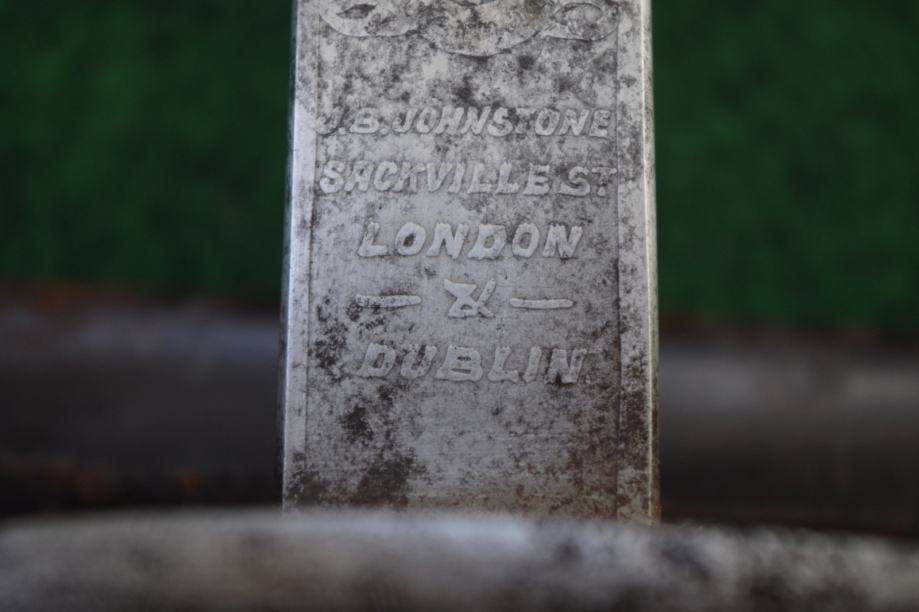 J.B. JOHNSTONE
SACKVILLE ST
LONDON
— & —
DUBLIN